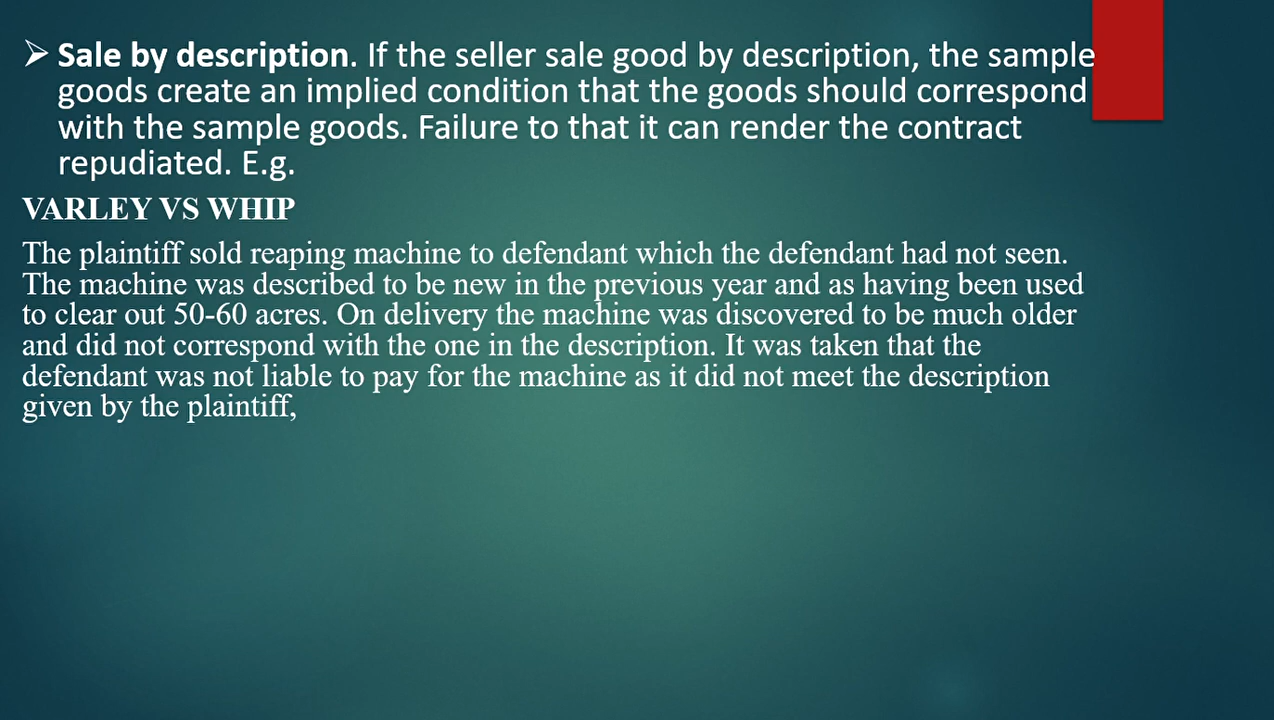 ➢ Sale by description. If the seller sale good by description, the sample
goods create an implied condition that the goods should correspond
with the sample goods. Failure to that it can render the contract
repudiated. E.g.
VARLEY VS WHIP
The plaintiff sold reaping machine to defendant which the defendant had not seen.
The machine was described to be new in the previous year and as having been used
to clear out 50-60 acres. On delivery the machine was discovered to be much older
and did not correspond with the one in the description. It was taken that the
defendant was not liable to pay for the machine as it did not meet the description
given by the plaintiff,